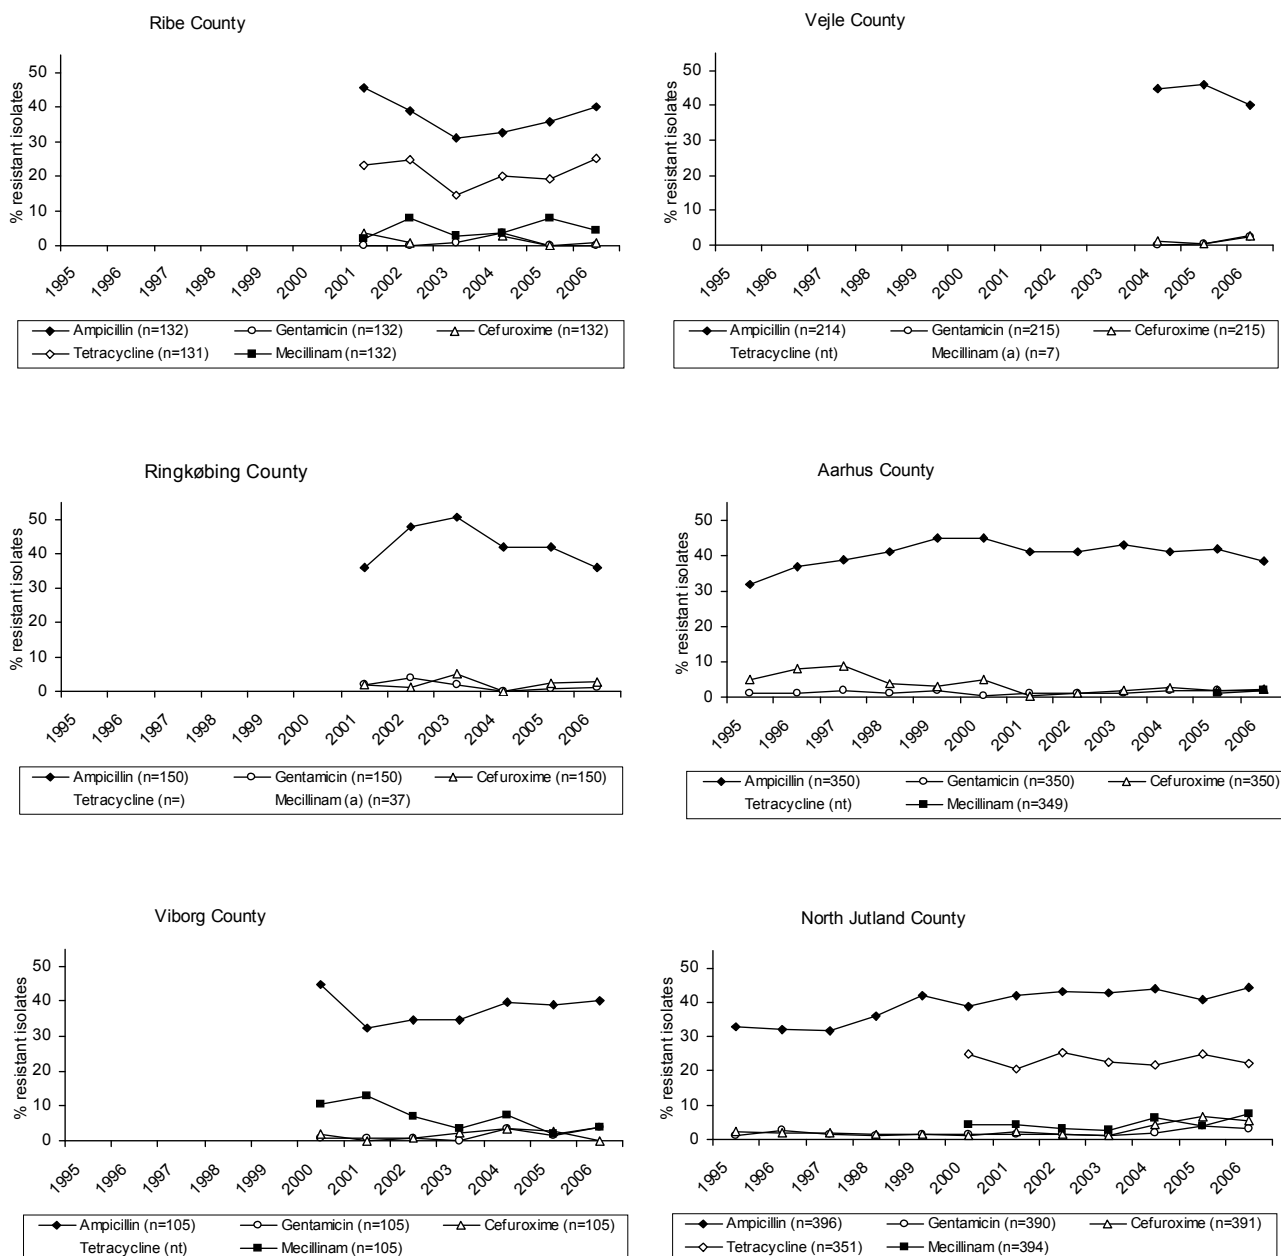 Ribe County
% resistant isolates
50
40
30
20
10
0
1995 1996 1997 1998 1999 2000 2001 2002 2003 2004 2005 2006
Ampicillin (n=132) Gentamicin (n=132) Cefuroxime (n=132)
Tetracycline (n=131) Mecillinam (n=132)
Vejle County
% resistant isolates
50
40
30
20
10
0
1995 1996 1997 1998 1999 2000 2001 2002 2003 2004 2005 2006
Ampicillin (n=214) Gentamicin (n=215) Cefuroxime (n=215)
Tetracycline (nt) Mecillinam (a) (n=7)
Ringkøbing County
% resistant isolates
50
40
30
20
10
0
1995 1996 1997 1998 1999 2000 2001 2002 2003 2004 2005 2006
Ampicillin (n=150) Gentamicin (n=150) Cefuroxime (n=150)
Tetracycline (n=) Mecillinam (a) (n=37)
Aarhus County
% resistant isolates
50
40
30
20
10
0
1995 1996 1997 1998 1999 2000 2001 2002 2003 2004 2005 2006
Ampicillin (n=350) Gentamicin (n=350) Cefuroxime (n=350)
Tetracycline (nt) Mecillinam (n=349)
Viborg County
% resistant isolates
50
40
30
20
10
0
1995 1996 1997 1998 1999 2000 2001 2002 2003 2004 2005 2006
Ampicillin (n=105) Gentamicin (n=105) Cefuroxime (n=105)
Tetracycline (nt) Mecillinam (n=105)
North Jutland County
% resistant isolates
50
40
30
20
10
0
1995 1996 1997 1998 1999 2000 2001 2002 2003 2004 2005 2006
Ampicillin (n=396) Gentamicin (n=390) Cefuroxime (n=391)
Tetracycline (n=351) Mecillinam (n=394)